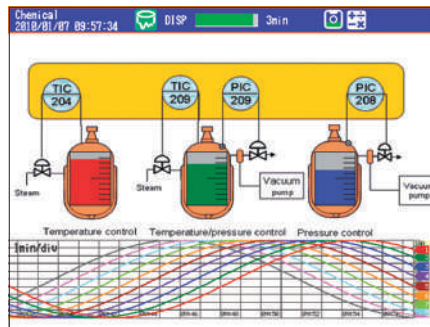 Chemical
2010/01/07 09:57:34
DISP
3min
TIC
204
TIC
209
PIC
209
PIC
208
Steam
Steam
Vacuum
pump
Vacuum
pump
Temperature control
Temperature/pressure control
Pressure control
1min/div